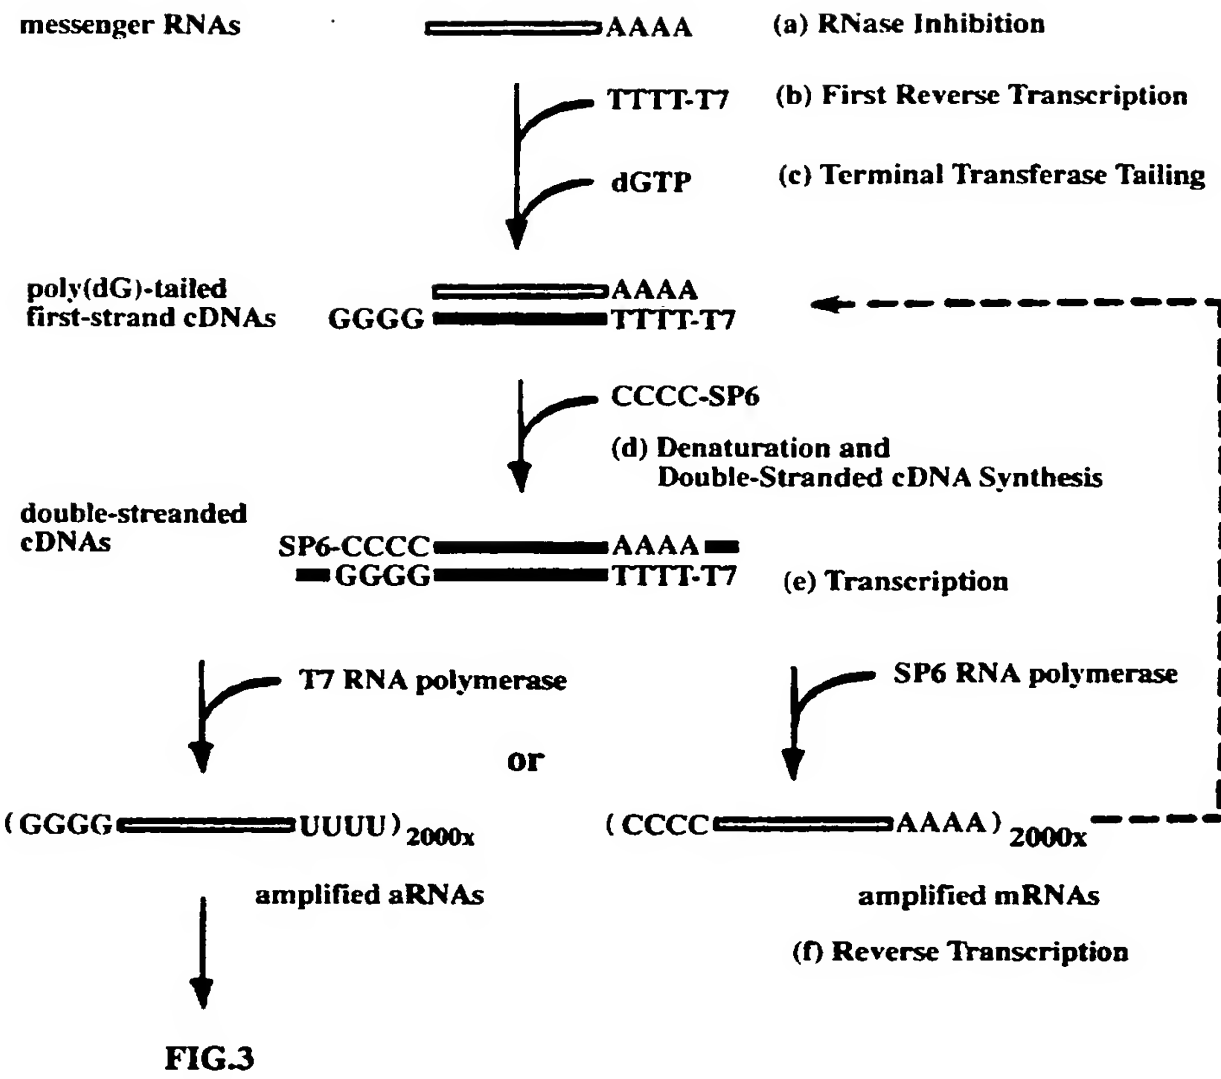 messenger RNAs
AAAA
(a) RNase Inhibition
TTTT-T7
(b) First Reverse Transcription
dGTP
(c) Terminal Transferase Tailing
poly(dG)-tailed
first-strand cDNAs
AAAA
GGGG
TTTT-T7
CCCC-SP6
(d) Denaturation and
Double-Stranded cDNA Synthesis
double-streanded
cDNAs
SP6-CCCC
AAAA
GGGG
TTTT-T7
(e) Transcription
T7 RNA polymerase
SP6 RNA polymerase
or
(GGGG
UUUU)2000x
(CCCC
AAAA)2000x
amplified aRNAs
amplified mRNAs
(f) Reverse Transcription
FIG.3